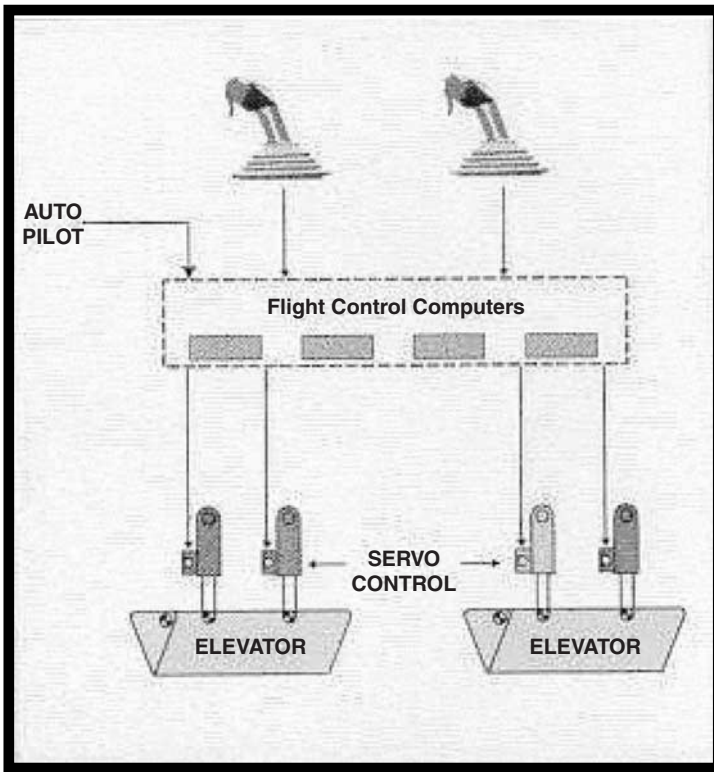 AUTO
PILOT
Flight Control Computers
SERVO
CONTROL
ELEVATOR
ELEVATOR